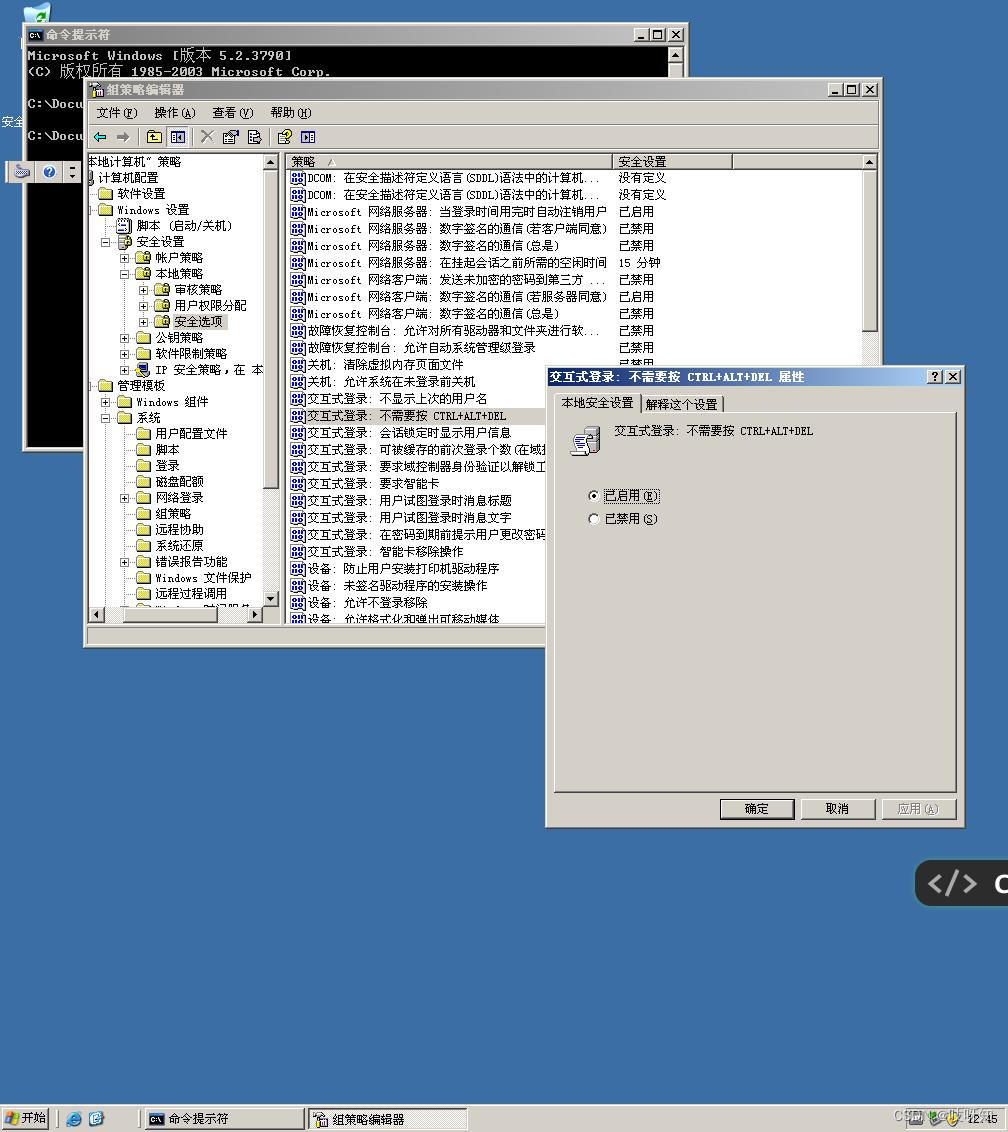 命令提示符
Microsoft Windows [版本 5.2.3790]
(C) 版权所有 1985-2003 Microsoft Corp.
C:\Docu
C:\Docu
安全
组策略编辑器
文件(F) 操作(A) 查看(V) 帮助(H)
本地计算机" 策略
计算机配置
软件设置
Windows 设置
脚本 (启动/关机)
安全设置
帐户策略
本地策略
审核策略
用户权限分配
安全选项
公钥策略
软件限制策略
IP 安全策略，在 本
管理模板
Windows 组件
系统
用户配置文件
脚本
登录
磁盘配额
网络登录
组策略
远程协助
系统还原
错误报告功能
Windows 文件保护
远程过程调用
策略 安全设置
DCOM: 在安全描述符定义语言(SDDL)语法中的计算机... 没有定义
DCOM: 在安全描述符定义语言(SDDL)语法中的计算机... 没有定义
Microsoft 网络服务器: 当登录时间用完时自动注销用户 已启用
Microsoft 网络服务器: 数字签名的通信(若客户端同意) 已禁用
Microsoft 网络服务器: 数字签名的通信(总是) 已禁用
Microsoft 网络服务器: 在挂起会话之前所需的空闲时间 15 分钟
Microsoft 网络客户端: 发送未加密的密码到第三方 ... 已禁用
Microsoft 网络客户端: 数字签名的通信(若服务器同意) 已启用
Microsoft 网络客户端: 数字签名的通信(总是) 已禁用
故障恢复控制台: 允许对所有驱动器和文件夹进行软... 已禁用
故障恢复控制台: 允许自动系统管理级登录 已禁用
关机: 清除虚拟内存页面文件 已禁用
关机: 允许系统在未登录前关机
交互式登录: 不显示上次的用户名
交互式登录: 不需要按 CTRL+ALT+DEL
交互式登录: 会话锁定时显示用户信息
交互式登录: 可被缓存的前次登录个数(在域控
交互式登录: 要求域控制器身份验证以解锁工
交互式登录: 要求智能卡
交互式登录: 用户试图登录时消息标题
交互式登录: 用户试图登录时消息文字
交互式登录: 在密码到期前提示用户更改密码
交互式登录: 智能卡移除操作
设备: 防止用户安装打印机驱动程序
设备: 未签名驱动程序的安装操作
设备: 允许不登录移除
设备: 允许格式化和弹出可移动媒体
交互式登录: 不需要按 CTRL+ALT+DEL 属性
本地安全设置 解释这个设置
交互式登录: 不需要按 CTRL+ALT+DEL
已启用(E)
已禁用(S)
确定 取消 应用(A)
</> C
开始 命令提示符 组策略编辑器 12:45